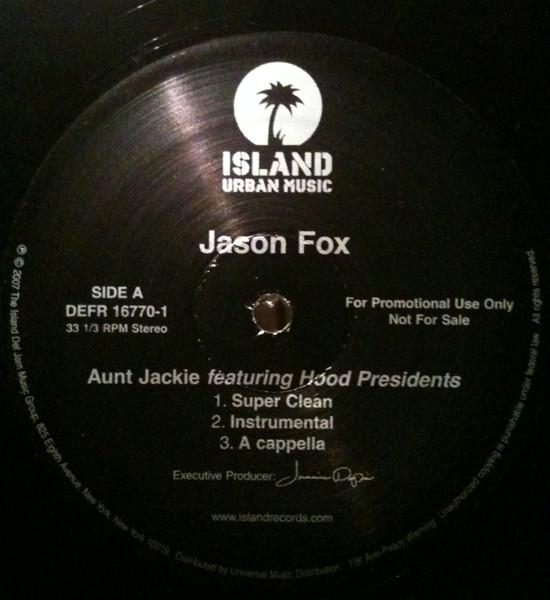 ISLAND
URBAN MUSIC
Jason Fox
SIDE A
DEFR 16770-1
33 1/3 RPM Stereo
For Promotional Use Only
Not For Sale
Aunt Jackie featuring Hood Presidents
1. Super Clean
2. Instrumental
3. A cappella
Executive Producer:
www.islandrecords.com
℗ © 2007 The Island Def Jam Music Group, 825 Eighth Avenue, New York, New York 10019 Distributed by Universal Music Distribution FBI Anti-Piracy Warning: Unauthorized copying is punishable under federal law All rights reserved.